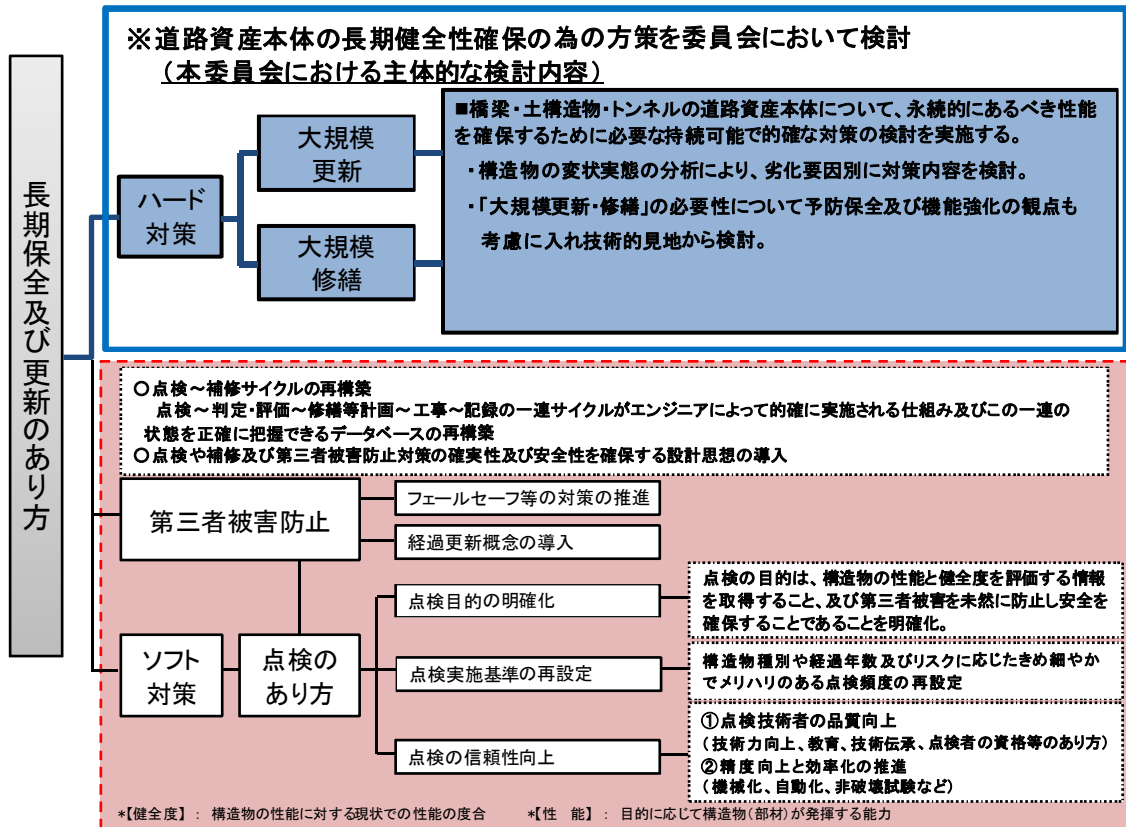 ※道路資産本体の長期健全性確保の為の方策を委員会において検討
(本委員会における主体的な検討内容)
長期保全及び更新のあり方
ハード
対策
大規模
更新
大規模
修繕
■橋梁・土構造物・トンネルの道路資産本体について、永続的にあるべき性能
を確保するために必要な持続可能で的確な対策の検討を実施する。
・構造物の変状実態の分析により、劣化要因別に対策内容を検討。
・「大規模更新・修繕」の必要性について予防保全及び機能強化の観点も
考慮に入れ技術的見地から検討。
○点検～補修サイクルの再構築
点検～判定・評価～修繕等計画～工事～記録の一連サイクルがエンジニアによって的確に実施される仕組み及びこの一連の
状態を正確に把握できるデータベースの再構築
○点検や補修及び第三者被害防止対策の確実性及び安全性を確保する設計思想の導入
第三者被害防止
フェールセーフ等の対策の推進
経過更新概念の導入
ソフト
対策
点検の
あり方
点検目的の明確化
点検の目的は、構造物の性能と健全度を評価する情報
を取得すること、及び第三者被害を未然に防止し安全を
確保することであることを明確化。
点検実施基準の再設定
構造物種別や経過年数及びリスクに応じたきめ細やか
でメリハリのある点検頻度の再設定
点検の信頼性向上
①点検技術者の品質向上
(技術力向上、教育、技術伝承、点検者の資格等のあり方)
②精度向上と効率化の推進
(機械化、自動化、非破壊試験など)
*【健全度】 : 構造物の性能に対する現状での性能の度合 *【性 能】 : 目的に応じて構造物(部材)が発揮する能力